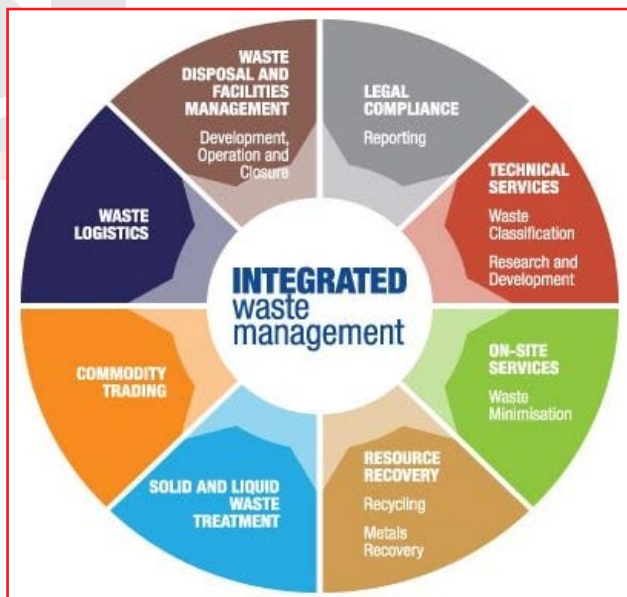 INTEGRATED
waste
management
LEGAL
COMPLIANCE
Reporting
TECHNICAL
SERVICES
Waste
Classification
Research and
Development
ON-SITE
SERVICES
Waste
Minimisation
RESOURCE
RECOVERY
Recycling
Metals
Recovery
SOLID AND LIQUID
WASTE
TREATMENT
COMMODITY
TRADING
WASTE
LOGISTICS
WASTE
DISPOSAL AND
FACILITIES
MANAGEMENT
Development,
Operation and
Closure